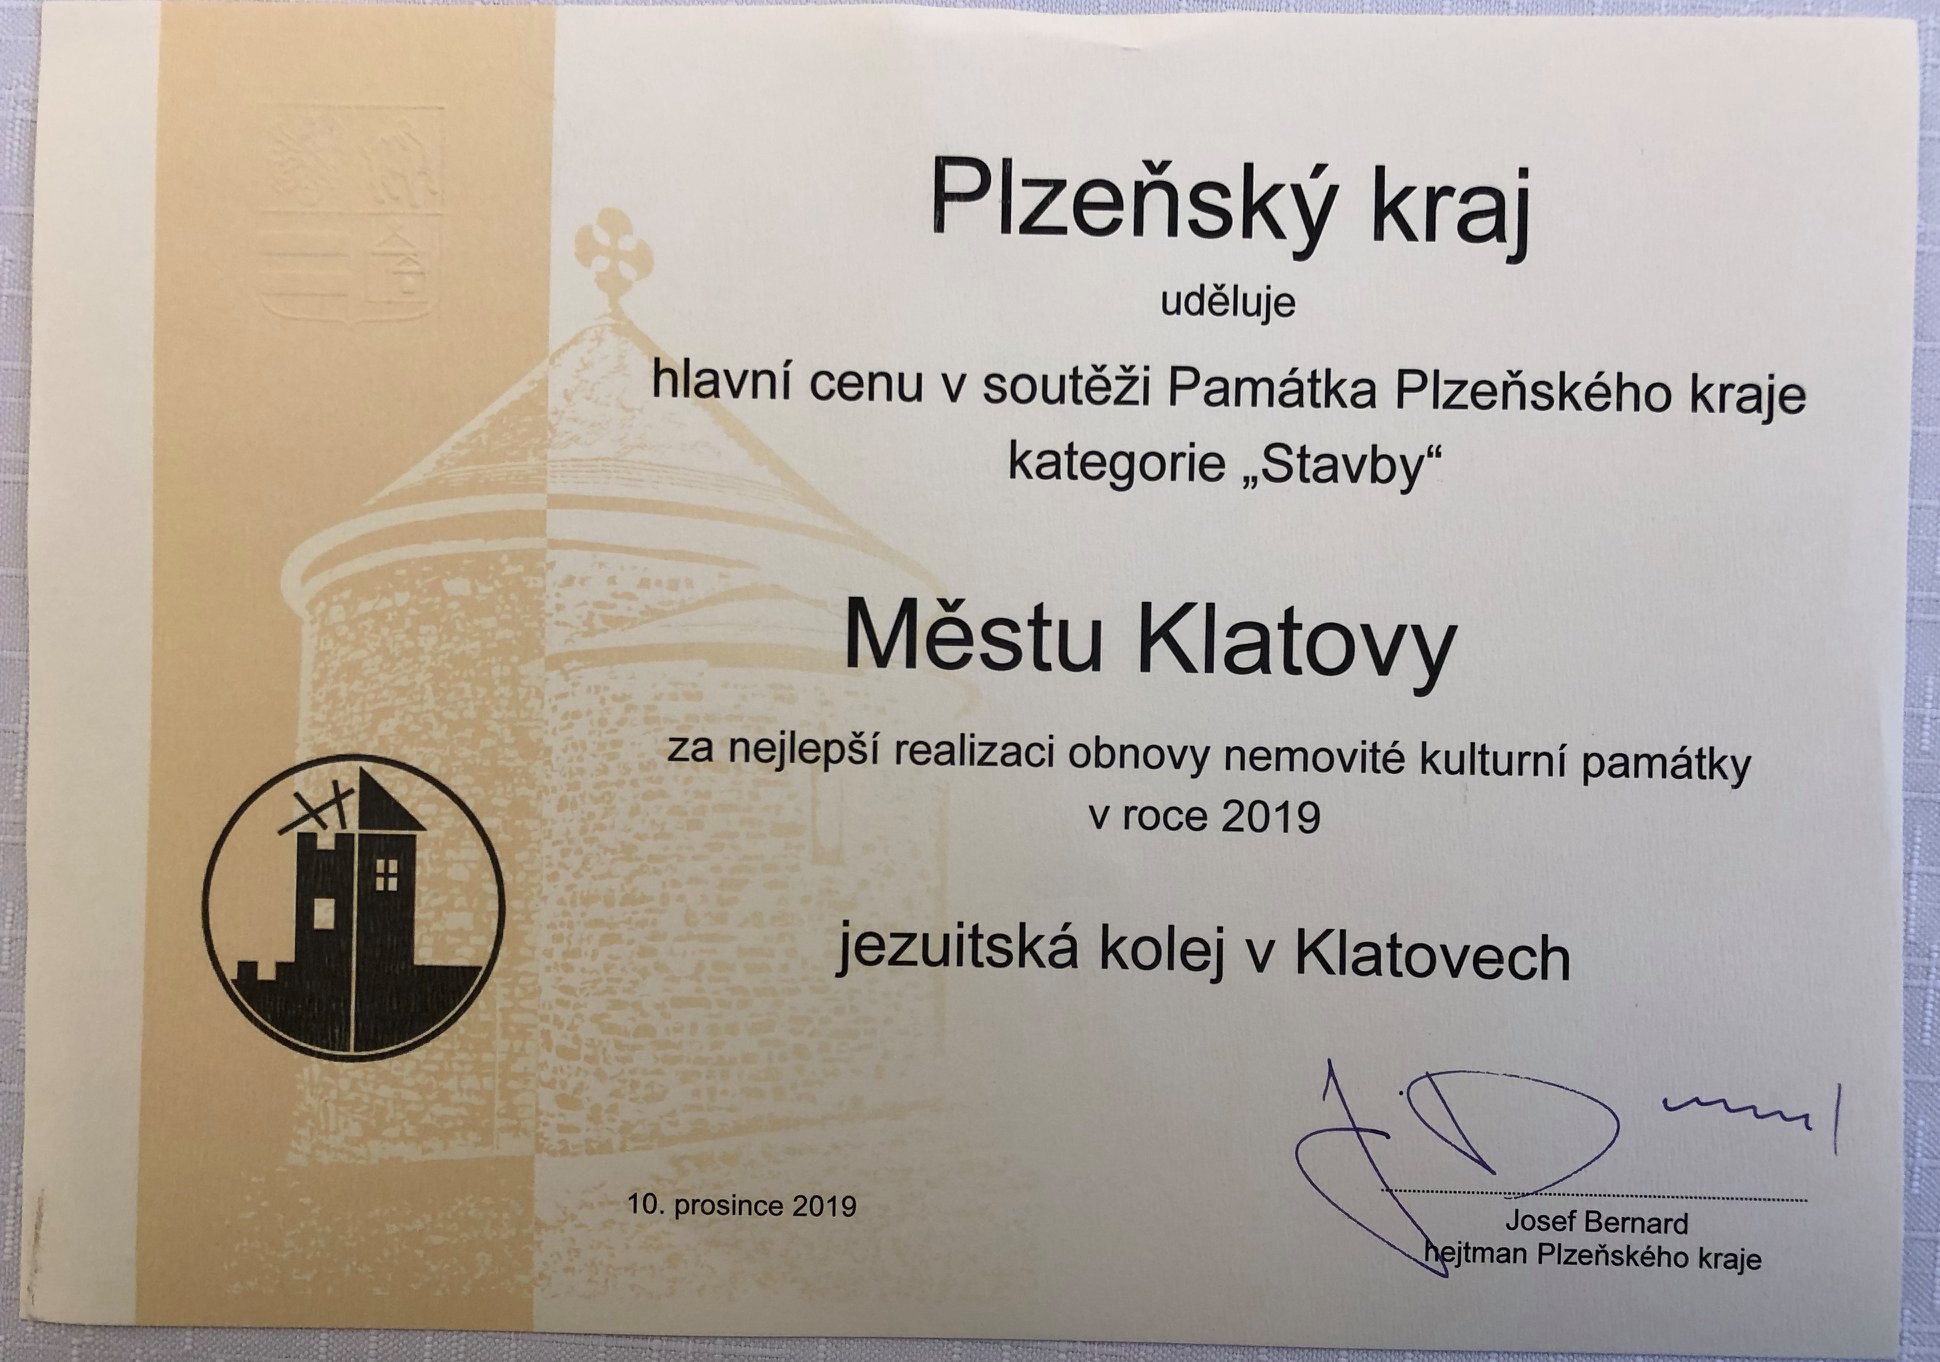 Plzeňský kraj
uděluje
hlavní cenu v soutěži Památka Plzeňského kraje
kategorie „Stavby“
Městu Klatovy
za nejlepší realizaci obnovy nemovité kulturní památky
v roce 2019
jezuitská kolej v Klatovech
10. prosince 2019
Josef Bernard
hejtman Plzeňského kraje